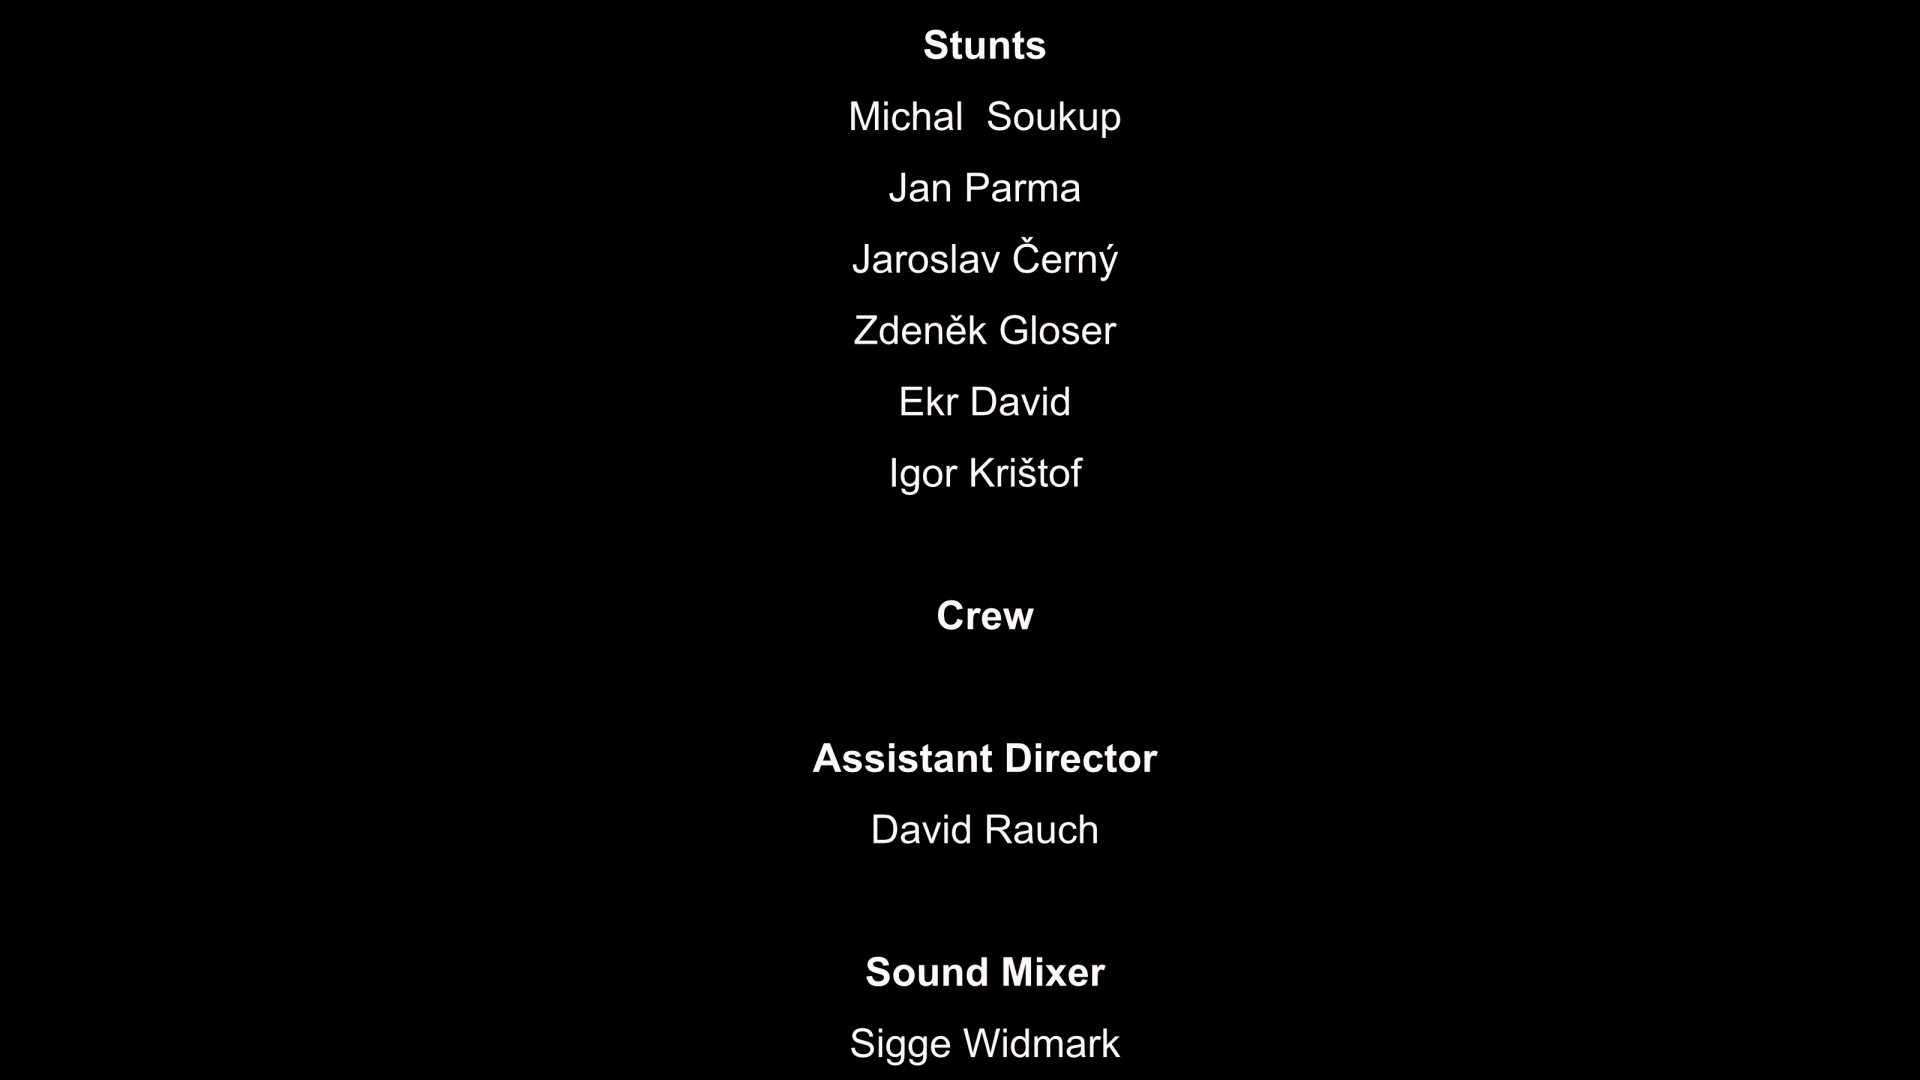 Stunts
Michal  Soukup
Jan Parma
Jaroslav Černý
Zdeněk Gloser
Ekr David
Igor Krištof
Crew
Assistant Director
David Rauch
Sound Mixer
Sigge Widmark